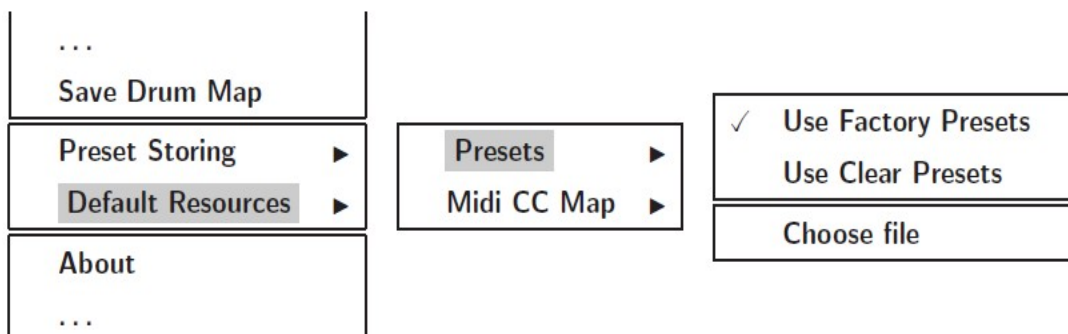 . . .
Save Drum Map
Preset Storing ▶
Default Resources ▶
About
. . .
Presets ▶
Midi CC Map ▶
✓ Use Factory Presets
Use Clear Presets
Choose file